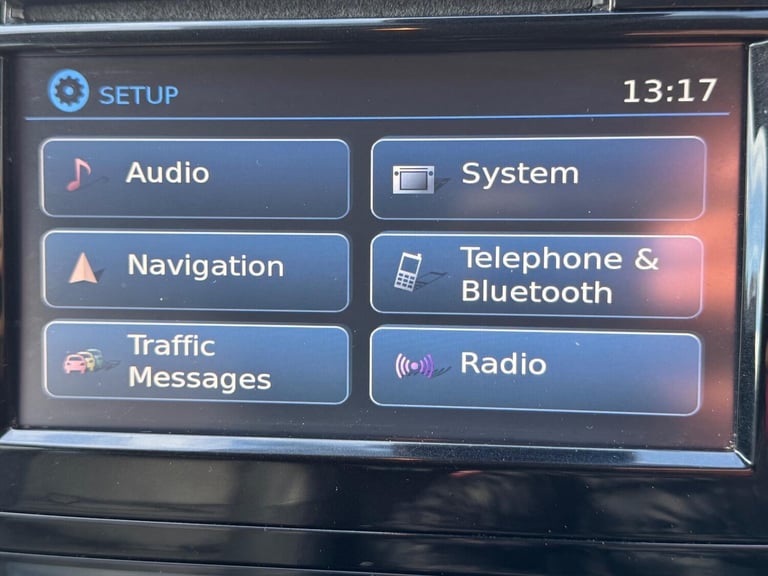 SETUP
13:17
Audio
System
Navigation
Telephone &
Bluetooth
Traffic
Messages
Radio